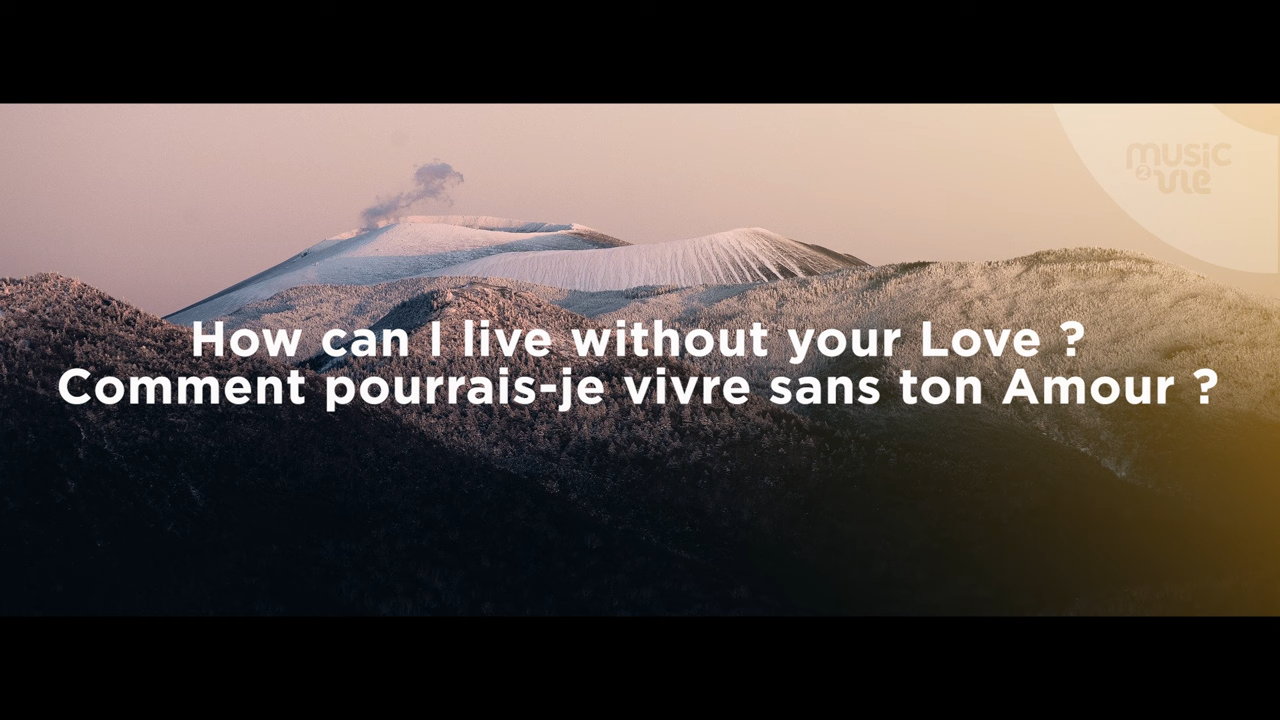 music
2 vie
How can I live without your Love ?
Comment pourrais-je vivre sans ton Amour ?